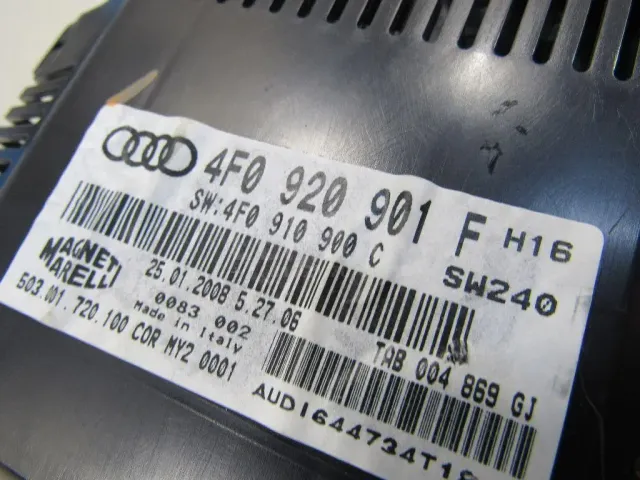 4F0 920 901 F H16
SW:4F0 910 900 C SW240
MAGNETI MARELLI
25.01.2008 5.27.06
0083 002
Made in Italy
TAB 004 869 GJ
503.001.720.100 COR MY2 0001
AUDI644734T18